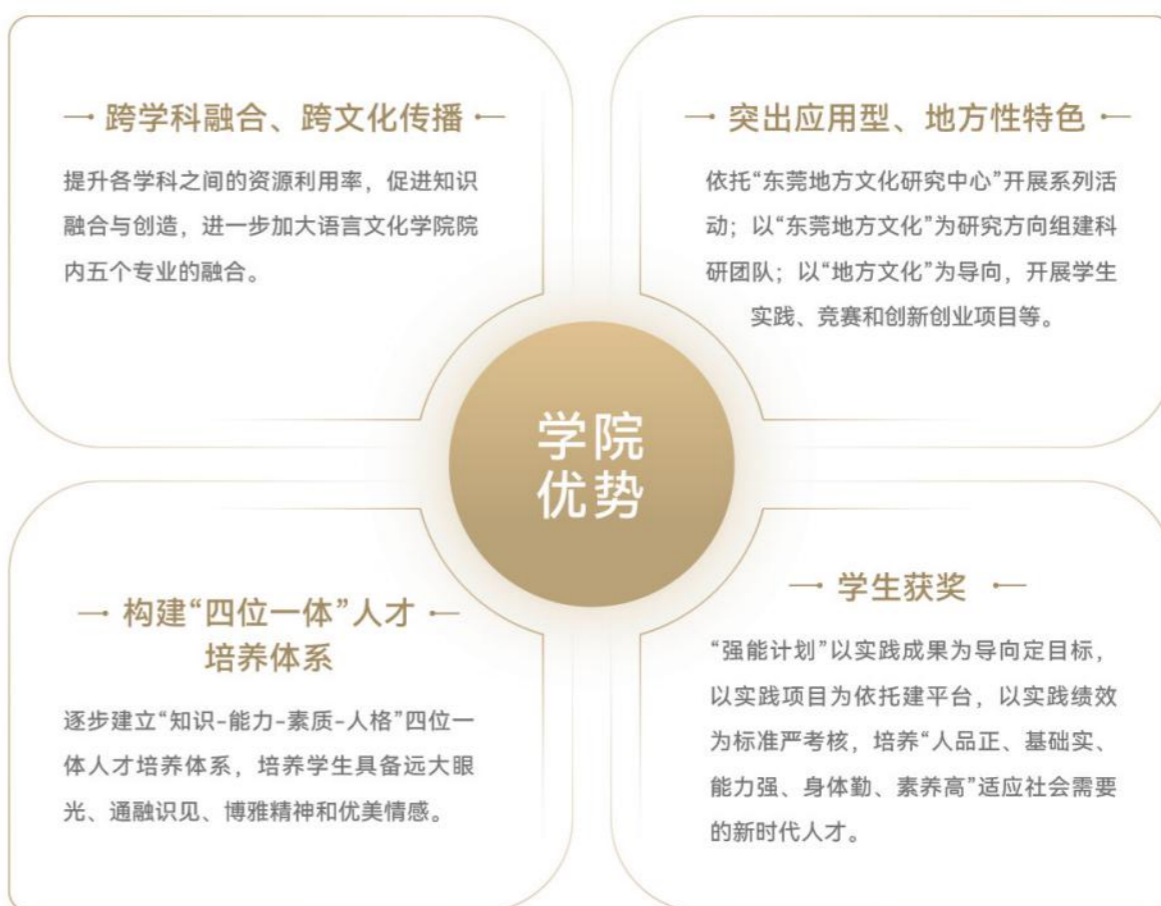 跨学科融合、跨文化传播
提升各学科之间的资源利用率，促进知识
融合与创造，进一步加大语言文化学院院
内五个专业的融合。
突出应用型、地方性特色
依托“东莞地方文化研究中心”开展系列活
动；以“东莞地方文化”为研究方向组建科
研团队；以“地方文化”为导向，开展学生
实践、竞赛和创新创业项目等。
学院
优势
构建“四位一体”人才
培养体系
逐步建立“知识-能力-素质-人格”四位一
体人才培养体系，培养学生具备远大眼
光、通融识见、博雅精神和优美情感。
学生获奖
“强能计划”以实践成果为导向定目标，
以实践项目为依托建平台，以实践绩效
为标准严考核，培养“人品正、基础实、
能力强、身体勤、素养高”适应社会需要
的新时代人才。